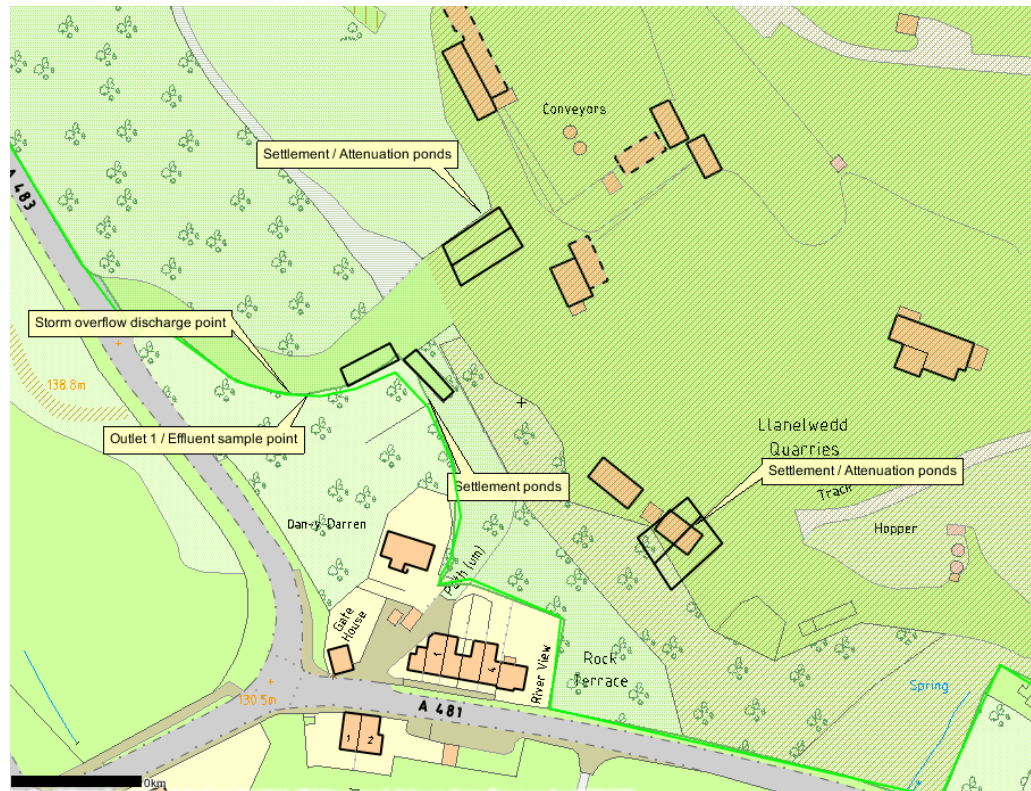 Conveyors
Settlement / Attenuation ponds
A 483
Storm overflow discharge point
138.8m
Outlet 1 / Effluent sample point
Llanelwedd
Quarries
Settlement / Attenuation ponds
Track
Settlement ponds
Dan-y-Darren
Hopper
Path (um)
Gate
House
1
4
River View
Rock
Terrace
Spring
130.5m
A 481
1
2
0km